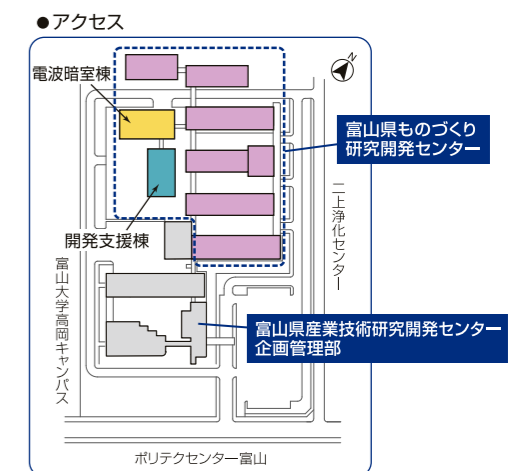 ●アクセス
電波暗室棟
N
富山県ものづくり
研究開発センター
開発支援棟
二上浄化センター
富山大学高岡キャンパス
富山県産業技術研究開発センター
企画管理部
ポリテクセンター富山